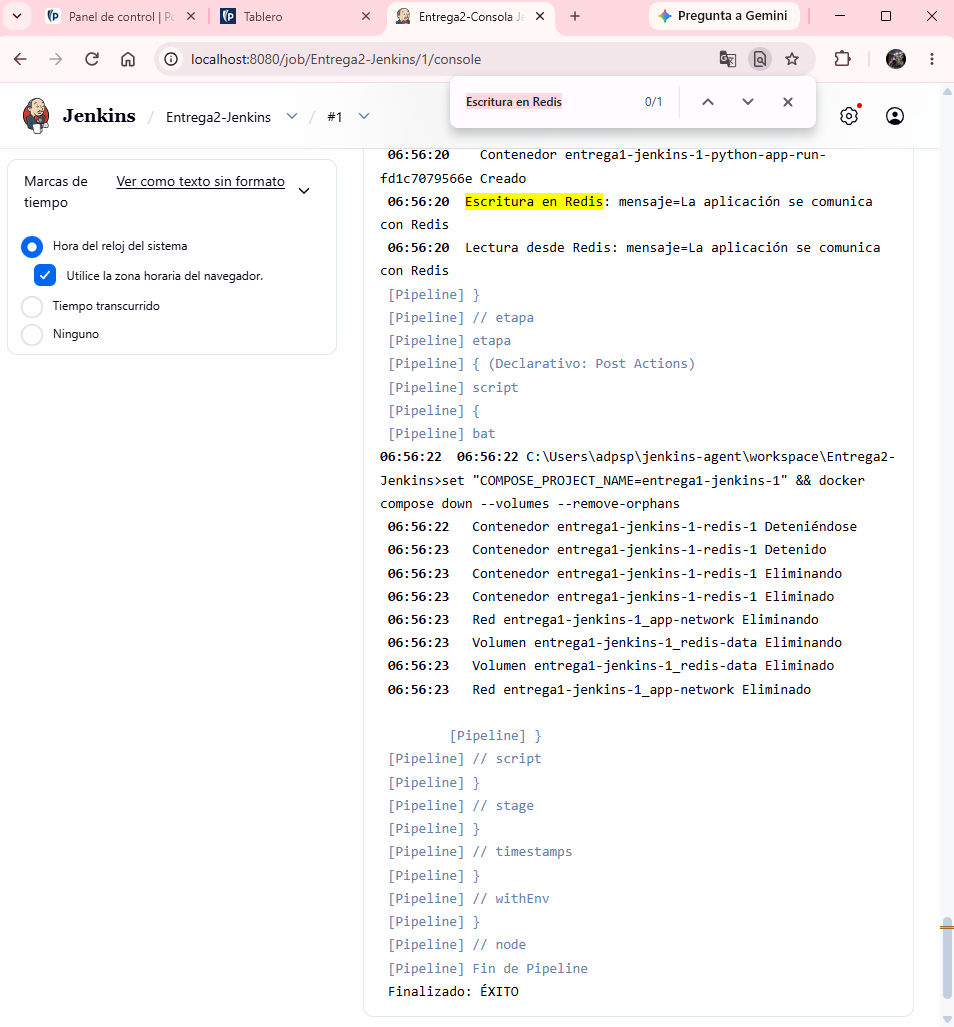 Panel de control | Po
Tablero
Entrega2-Consola Je
Pregunta a Gemini
localhost:8080/job/Entrega2-Jenkins/1/console
Escritura en Redis
0/1
Jenkins / Entrega2-Jenkins / #1
Marcas de tiempo
Ver como texto sin formato
Hora del reloj del sistema
Utilice la zona horaria del navegador.
Tiempo transcurrido
Ninguno
06:56:20 Contenedor entrega1-jenkins-1-python-app-run-
fd1c7079566e Creado
06:56:20 Escritura en Redis: mensaje=La aplicación se comunica
con Redis
06:56:20 Lectura desde Redis: mensaje=La aplicación se comunica
con Redis
[Pipeline] }
[Pipeline] // etapa
[Pipeline] etapa
[Pipeline] { (Declarativo: Post Actions)
[Pipeline] script
[Pipeline] {
[Pipeline] bat
06:56:22 06:56:22 C:\Users\adpsp\jenkins-agent\workspace\Entrega2-
Jenkins>set "COMPOSE_PROJECT_NAME=entrega1-jenkins-1" && docker
compose down --volumes --remove-orphans
06:56:22 Contenedor entrega1-jenkins-1-redis-1 Deteniéndose
06:56:23 Contenedor entrega1-jenkins-1-redis-1 Detenido
06:56:23 Contenedor entrega1-jenkins-1-redis-1 Eliminando
06:56:23 Contenedor entrega1-jenkins-1-redis-1 Eliminado
06:56:23 Red entrega1-jenkins-1_app-network Eliminando
06:56:23 Volumen entrega1-jenkins-1_redis-data Eliminando
06:56:23 Volumen entrega1-jenkins-1_redis-data Eliminado
06:56:23 Red entrega1-jenkins-1_app-network Eliminado
[Pipeline] }
[Pipeline] // script
[Pipeline] }
[Pipeline] // stage
[Pipeline] }
[Pipeline] // timestamps
[Pipeline] }
[Pipeline] // withEnv
[Pipeline] }
[Pipeline] // node
[Pipeline] Fin de Pipeline
Finalizado: ÉXITO